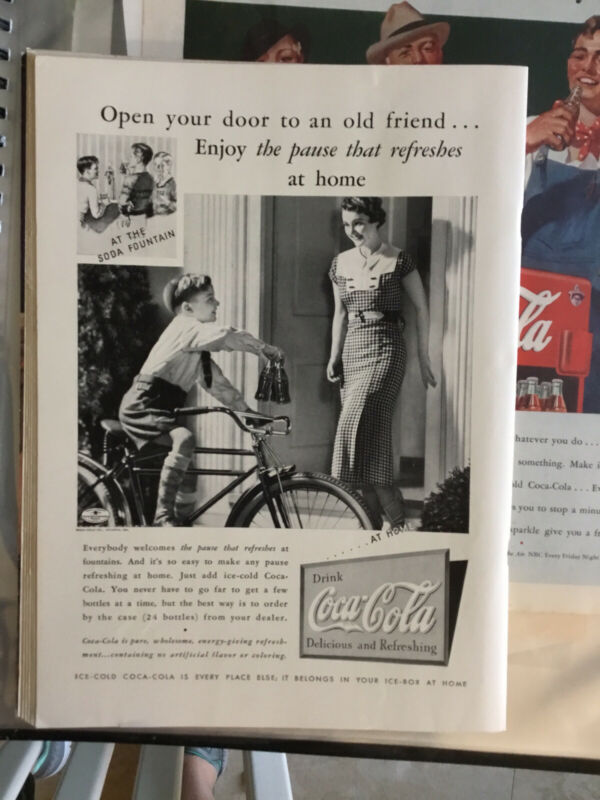 Open your door to an old friend...
Enjoy the pause that refreshes
at home
AT THE
SODA FOUNTAIN
Everybody welcomes the pause that refreshes at
fountains. And it's so easy to make any pause
refreshing at home. Just add ice-cold Coca-
Cola. You never have to go far to get a few
bottles at a time, but the best way is to order
by the case (24 bottles) from your dealer.
Coca-Cola is pure, wholesome, energy-giving refresh-
ment...containing no artificial flavor or coloring.
......AT HOME
Drink
Coca-Cola
Delicious and Refreshing
ICE-COLD COCA-COLA IS EVERY PLACE ELSE; IT BELONGS IN YOUR ICE-BOX AT HOME
la
hatever you do...
something. Make i
ld Coca-Cola...
you to stop a minu
sparkle give you a fr
Air NBC Every Friday Night